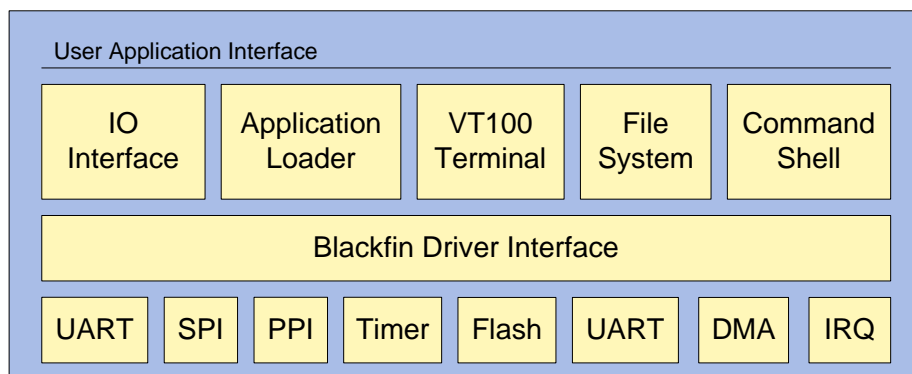 User Application Interface
IO
Interface
Application
Loader
VT100
Terminal
File
System
Command
Shell
Blackfin Driver Interface
UART
SPI
PPI
Timer
Flash
UART
DMA
IRQ